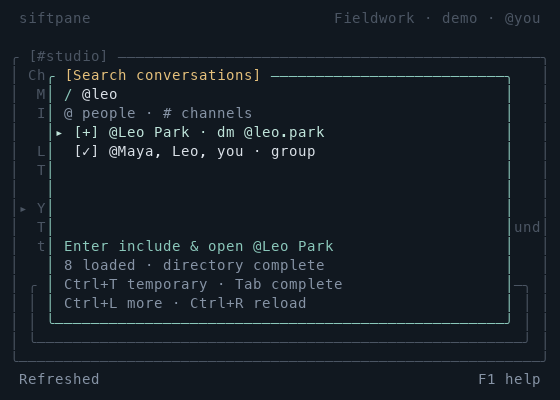 siftpane Fieldwork · demo · @you
[#studio]
Ch [Search conversations]
M / @leo
I @ people · # channels
▸ [+] @Leo Park · dm @leo.park
L [✓] @Maya, Leo, you · group
T
▸ Y
T und
t Enter include & open @Leo Park
8 loaded · directory complete
Ctrl+T temporary · Tab complete
Ctrl+L more · Ctrl+R reload
Refreshed F1 help